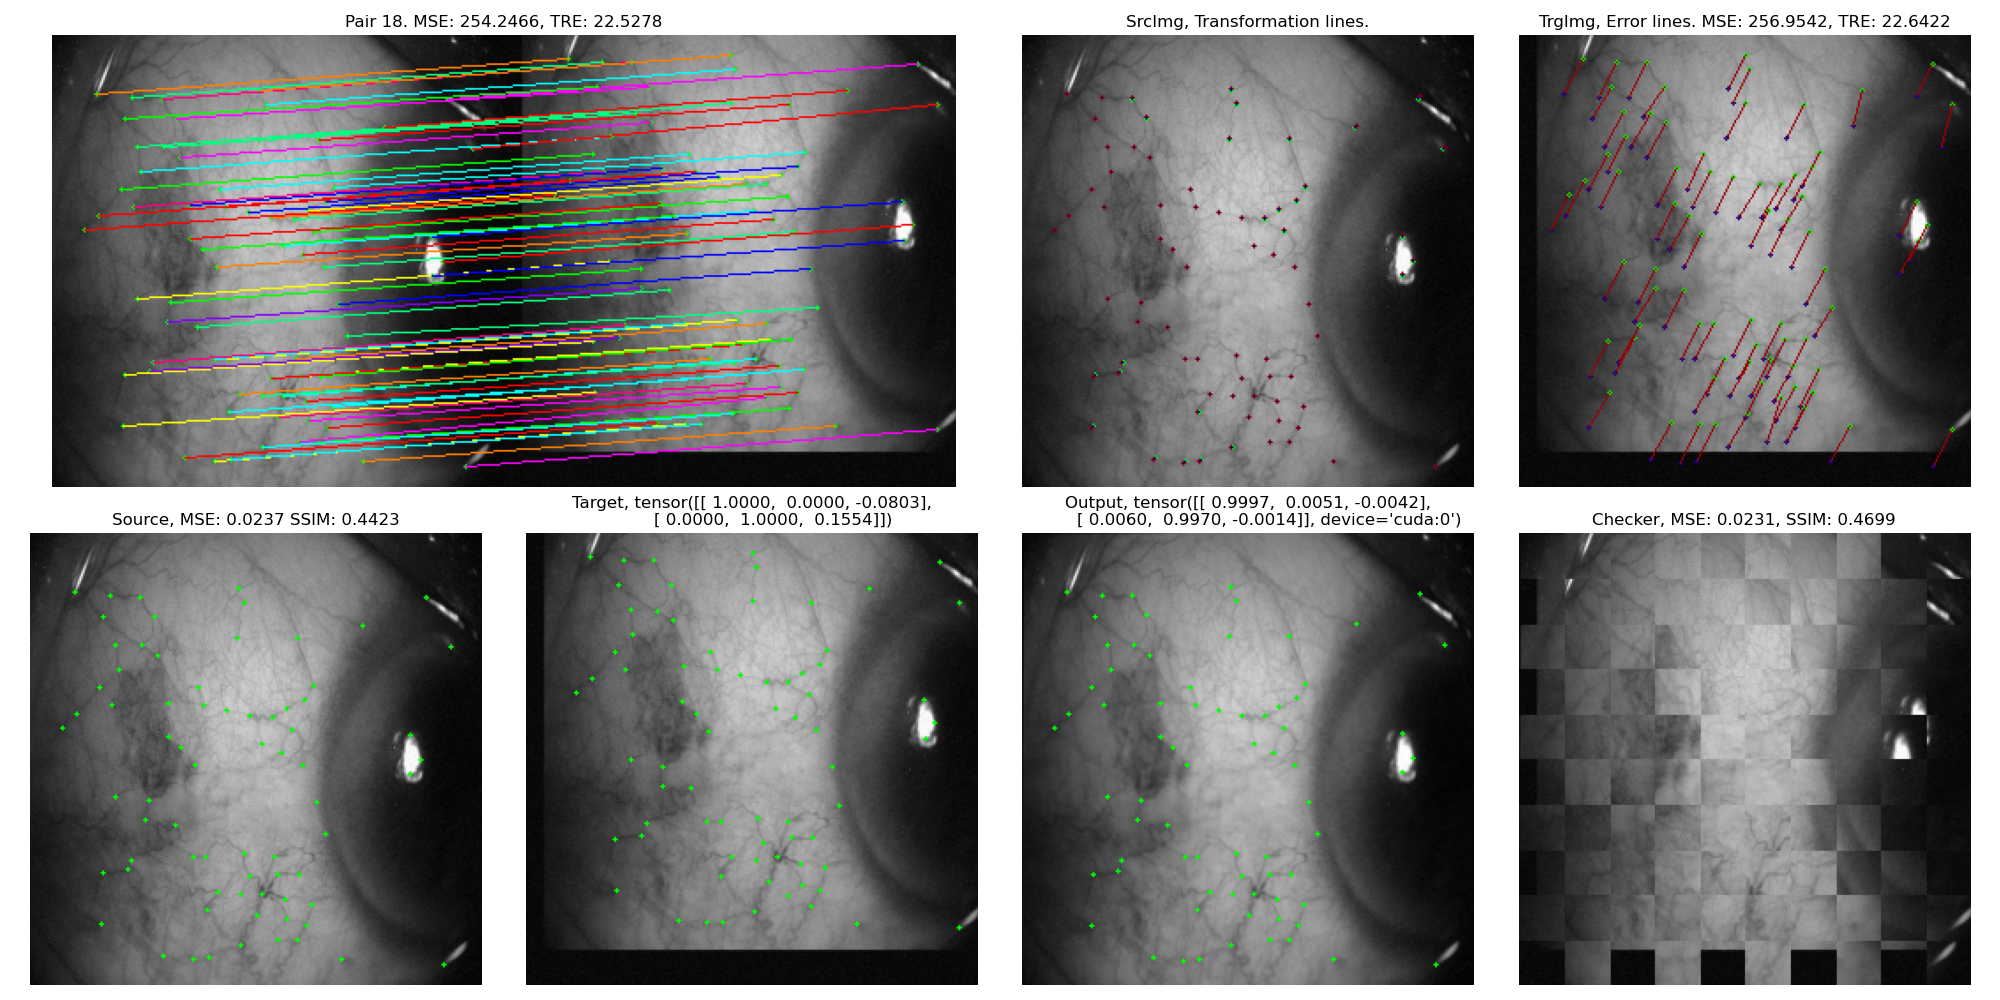 Pair 18. MSE: 254.2466, TRE: 22.5278
SrcImg, Transformation lines.
TrgImg, Error lines. MSE: 256.9542, TRE: 22.6422
Source, MSE: 0.0237 SSIM: 0.4423
Target, tensor([[ 1.0000, 0.0000, -0.0803],
[ 0.0000, 1.0000, 0.1554]])
Output, tensor([[ 0.9997, 0.0051, -0.0042],
[ 0.0060, 0.9970, -0.0014]], device='cuda:0')
Checker, MSE: 0.0231, SSIM: 0.4699